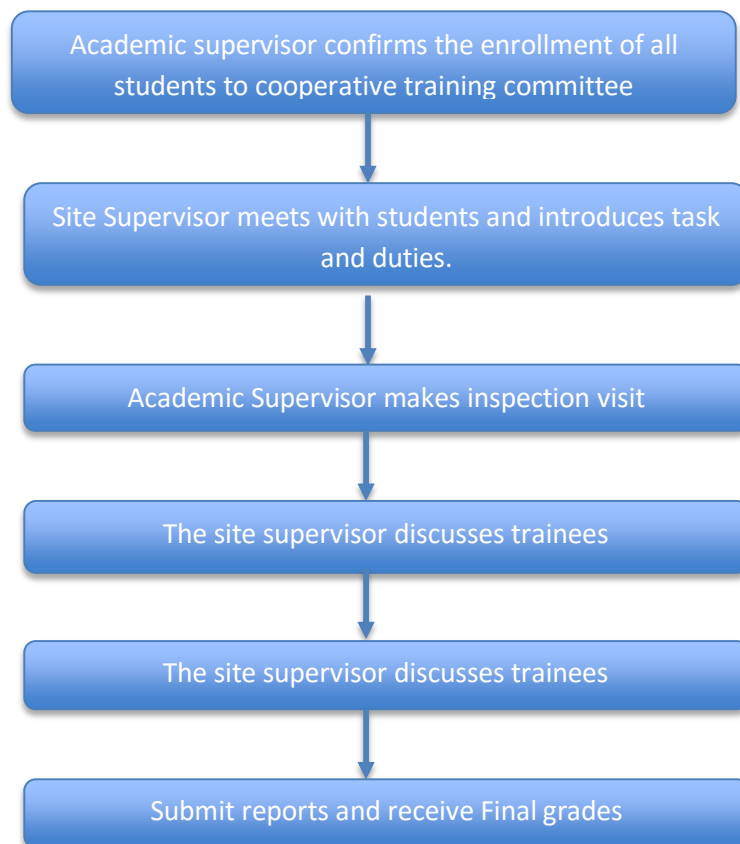 Academic supervisor confirms the enrollment of all
students to cooperative training committee
Site Supervisor meets with students and introduces task
and duties.
Academic Supervisor makes inspection visit
The site supervisor discusses trainees
The site supervisor discusses trainees
Submit reports and receive Final grades